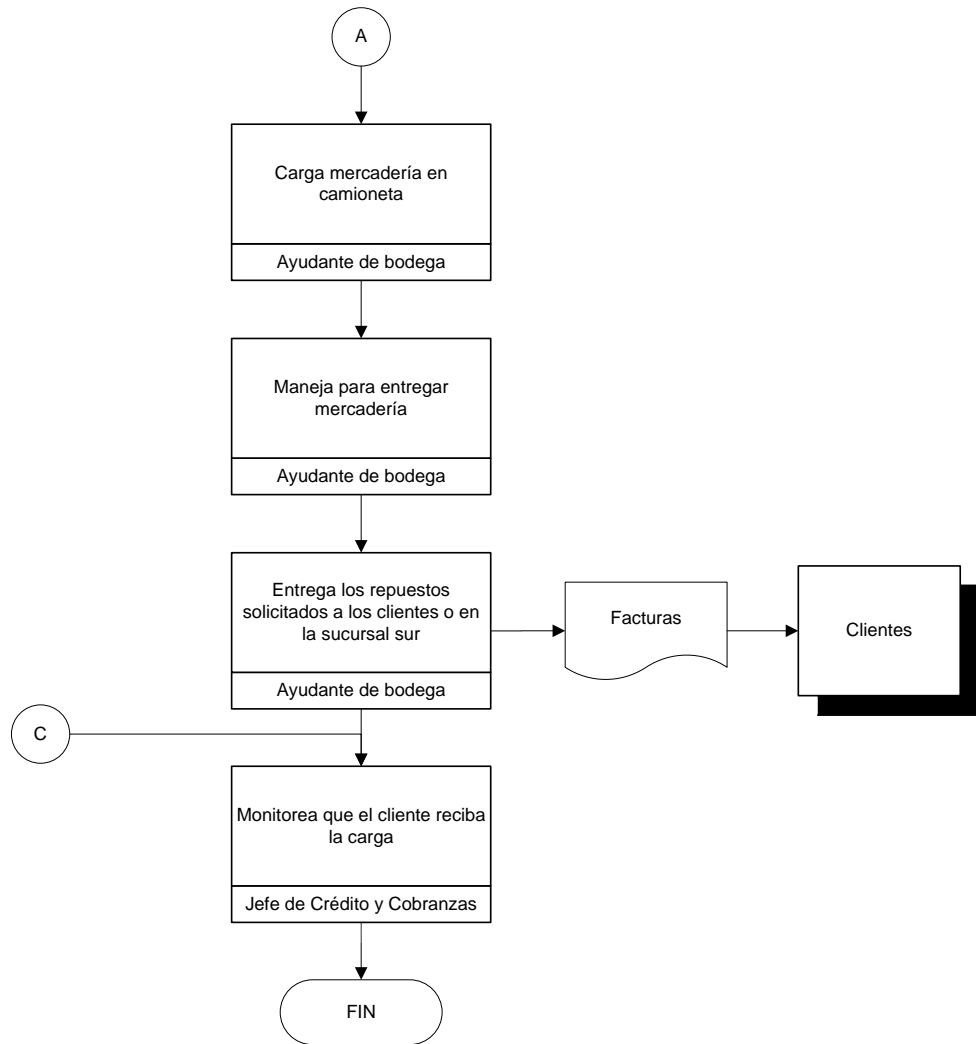 A
Carga mercadería en
camioneta
Ayudante de bodega
Maneja para entregar
mercadería
Ayudante de bodega
Entrega los repuestos
solicitados a los clientes o en
la sucursal sur
Ayudante de bodega
Facturas
Clientes
C
Monitorea que el cliente reciba
la carga
Jefe de Crédito y Cobranzas
FIN